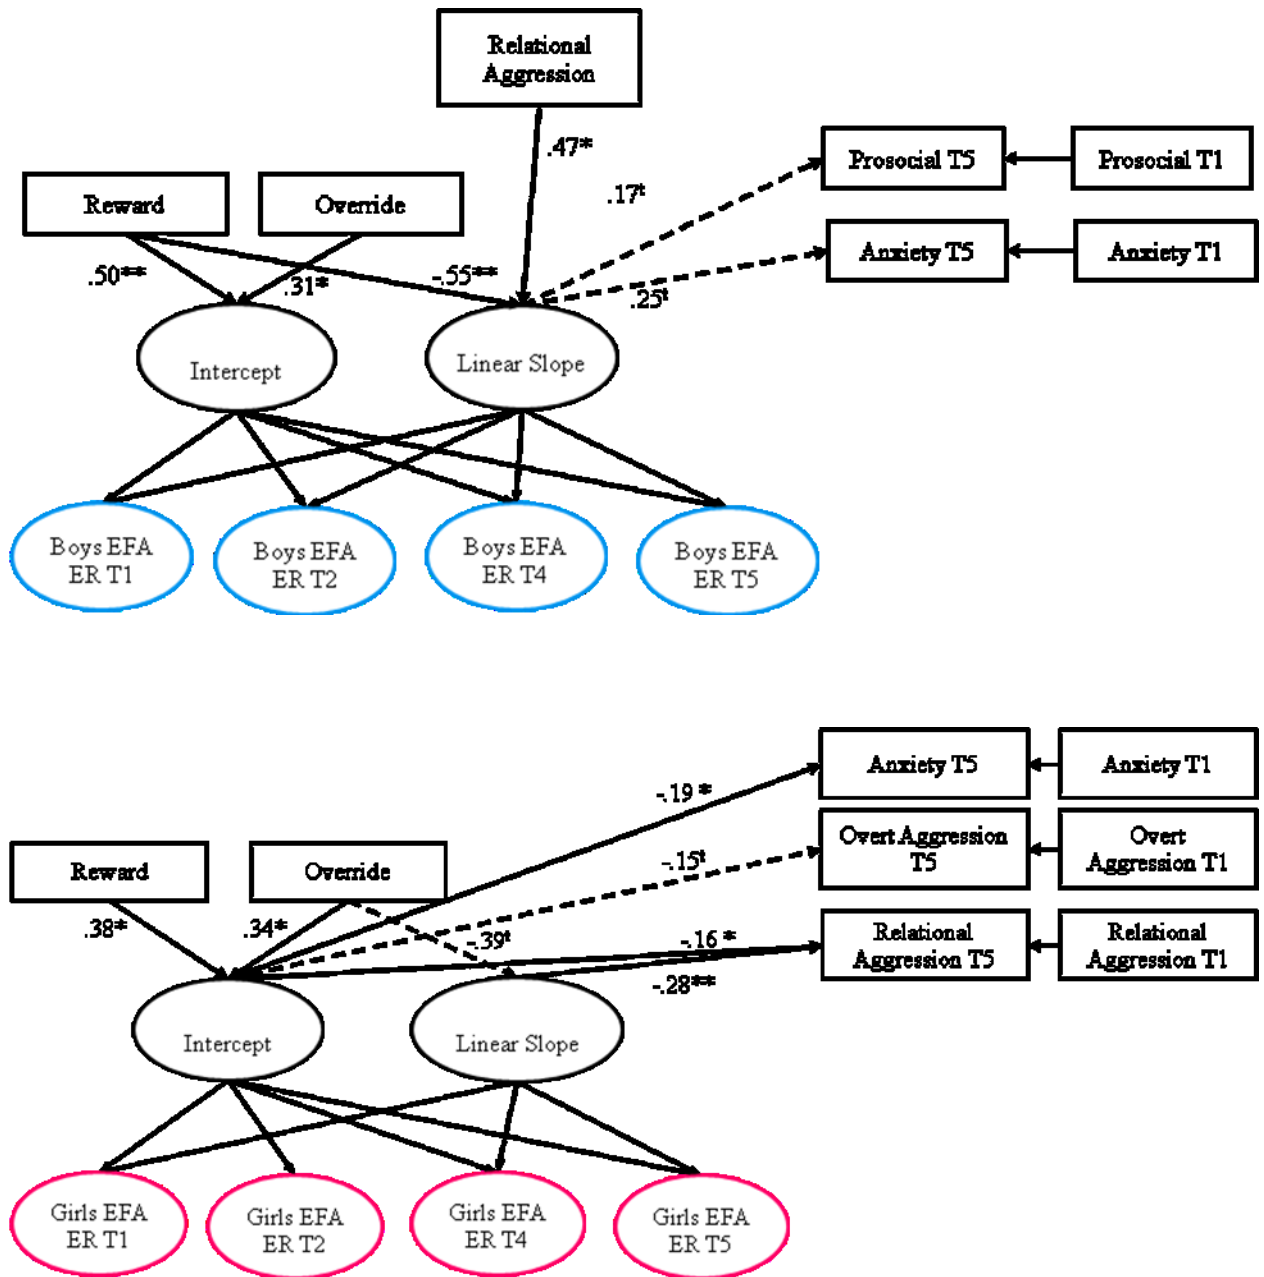 Relational
Aggression
.47*
Prosocial T5
Prosocial T1
.17ᵗ
Reward
Override
Anxiety T5
Anxiety T1
.50**
.31*
-.55**
.25ᵗ
Intercept
Linear Slope
Boys EFA
ER T1
Boys EFA
ER T2
Boys EFA
ER T4
Boys EFA
ER T5
Anxiety T5
Anxiety T1
-.19 *
Overt Aggression
T5
Overt
Aggression T1
-.15ᵗ
Reward
Override
.38*
.34*
-.39ᵗ
-.16 *
Relational
Aggression T5
Relational
Aggression T1
-.28**
Intercept
Linear Slope
Girls EFA
ER T1
Girls EFA
ER T2
Girls EFA
ER T4
Girls EFA
ER T5